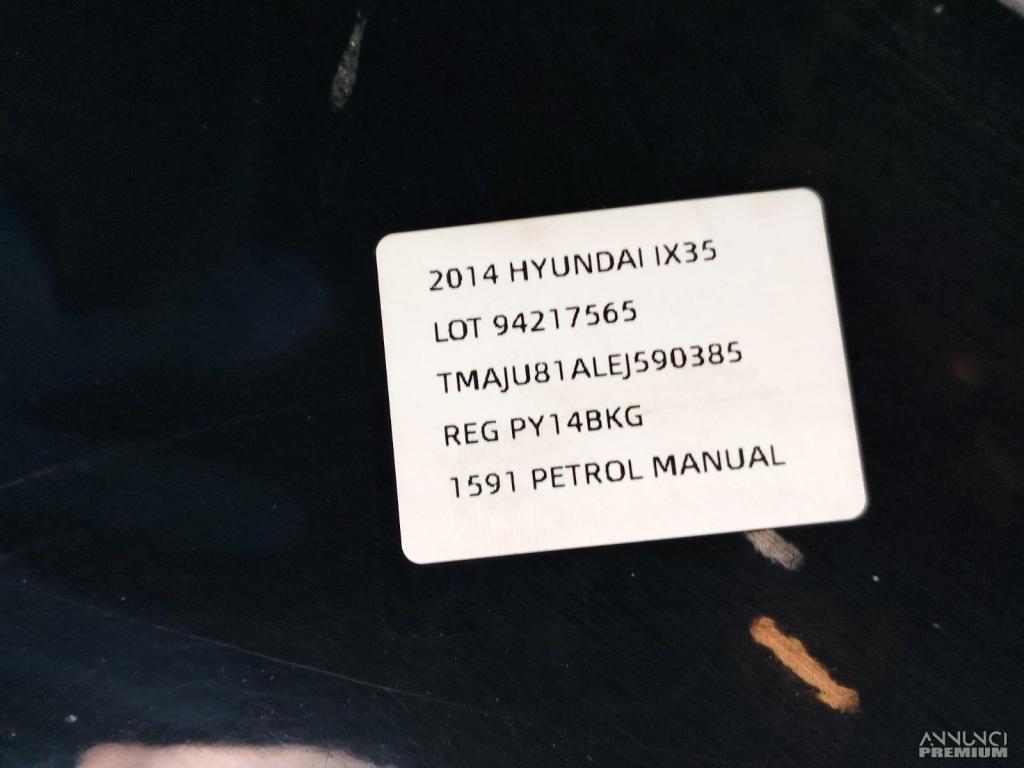 2014 HYUNDAI IX35
LOT 94217565
TMAJU81ALEJ590385
REG PY14BKG
1591 PETROL MANUAL
ANNUNCI
PREMIUM